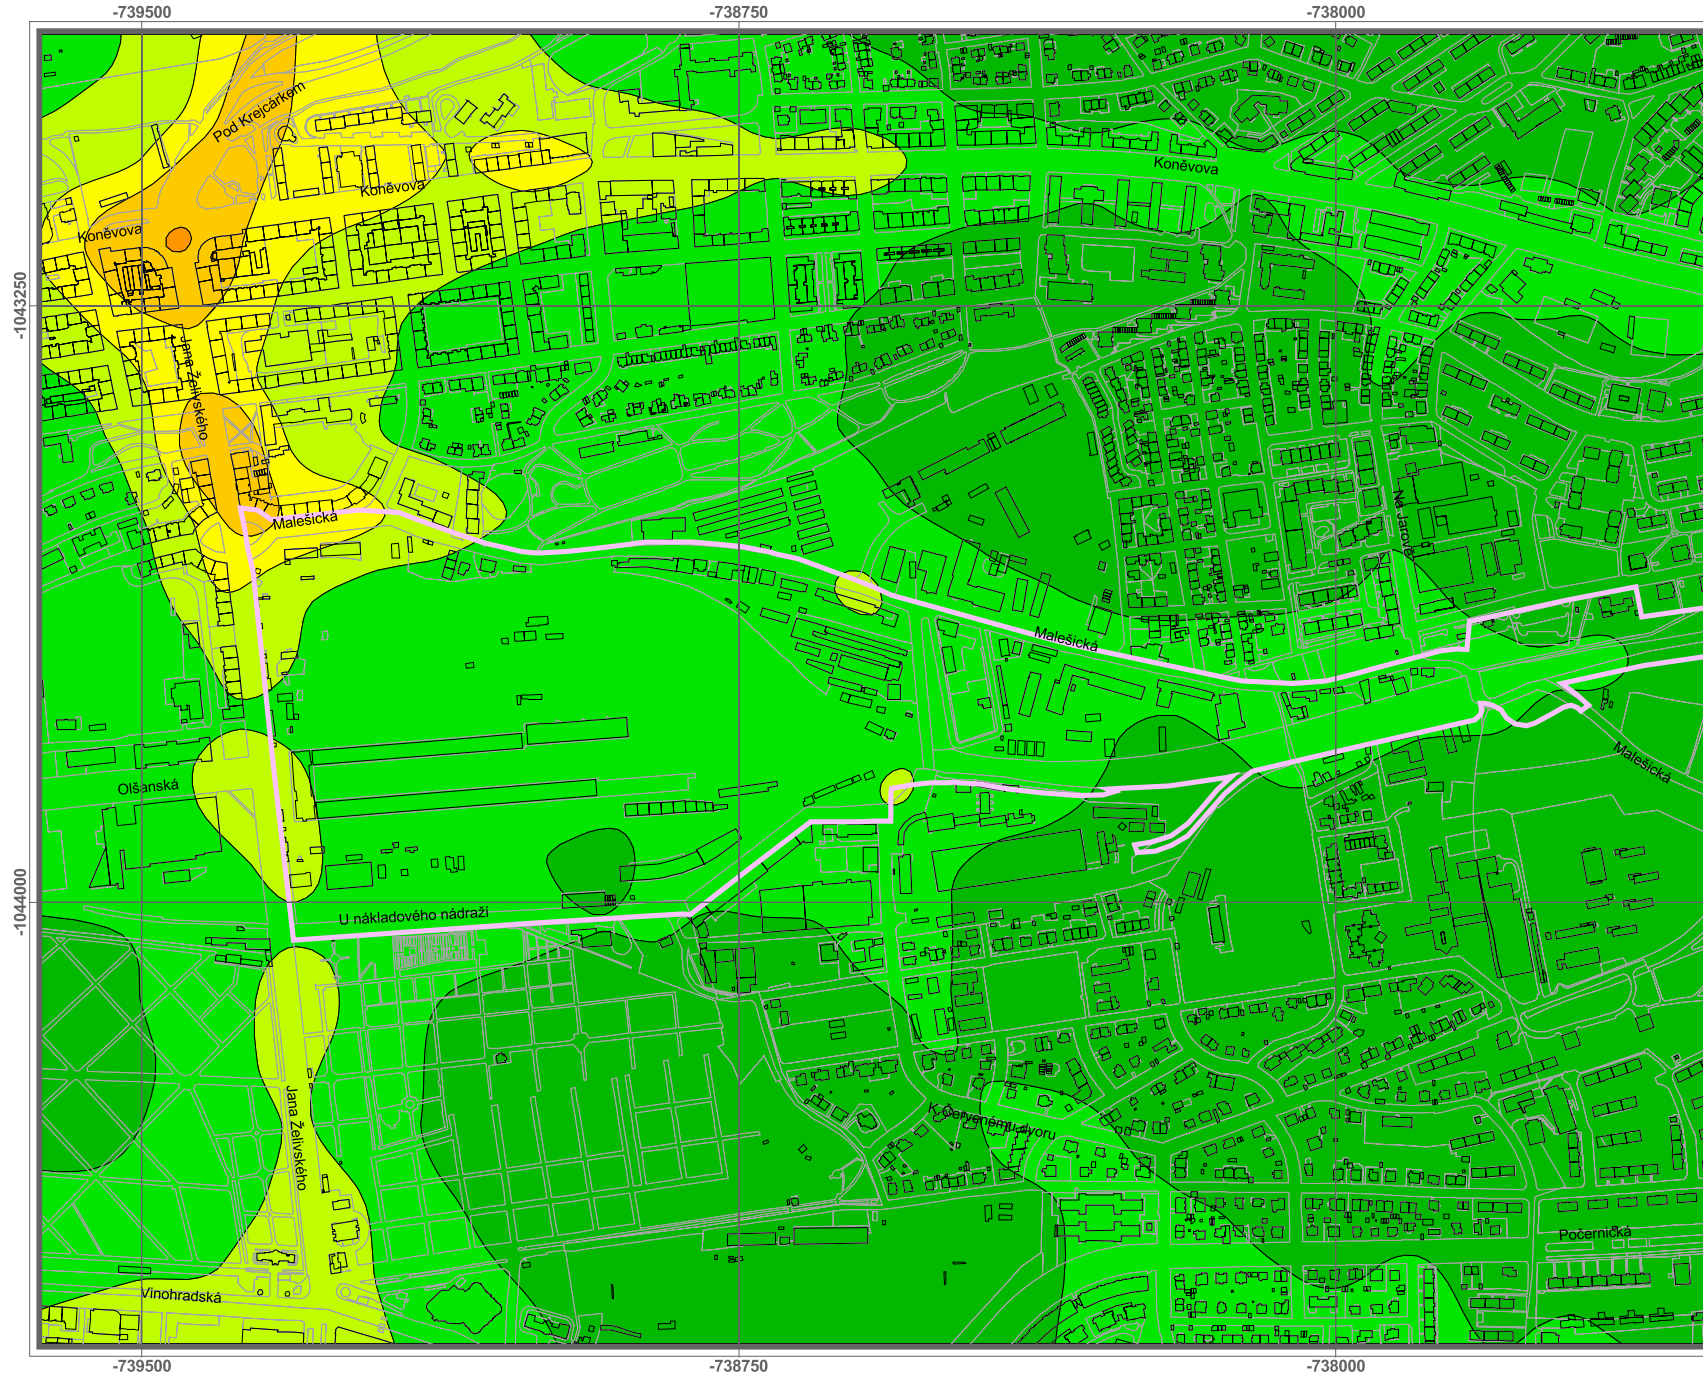 -739500
-738750
-738000
Pod Krejcárkem
Koněvova
Koněvova
Koněvova
-1043250
Jana Želivského
Malešická
Na Jarově
Malešická
Malešická
Olšanská
-1044000
U nákladového nádraží
Jana Želivského
K Červenému dvoru
Počernická
Vinohradská
-739500
-738750
-738000